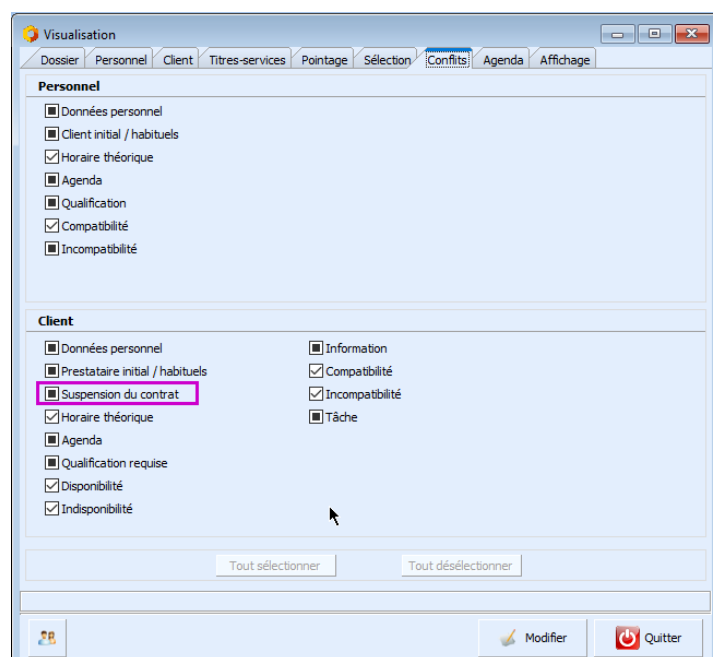 Visualisation
Dossier Personnel Client Titres-services Pointage Sélection Conflits Agenda Affichage
Personnel
Données personnel
Client initial / habituels
Horaire théorique
Agenda
Qualification
Compatibilité
Incompatibilité
Client
Données personnel
Prestataire initial / habituels
Suspension du contrat
Horaire théorique
Agenda
Qualification requise
Disponibilité
Indisponibilité
Information
Compatibilité
Incompatibilité
Tâche
Tout sélectionner Tout désélectionner
Modifier Quitter